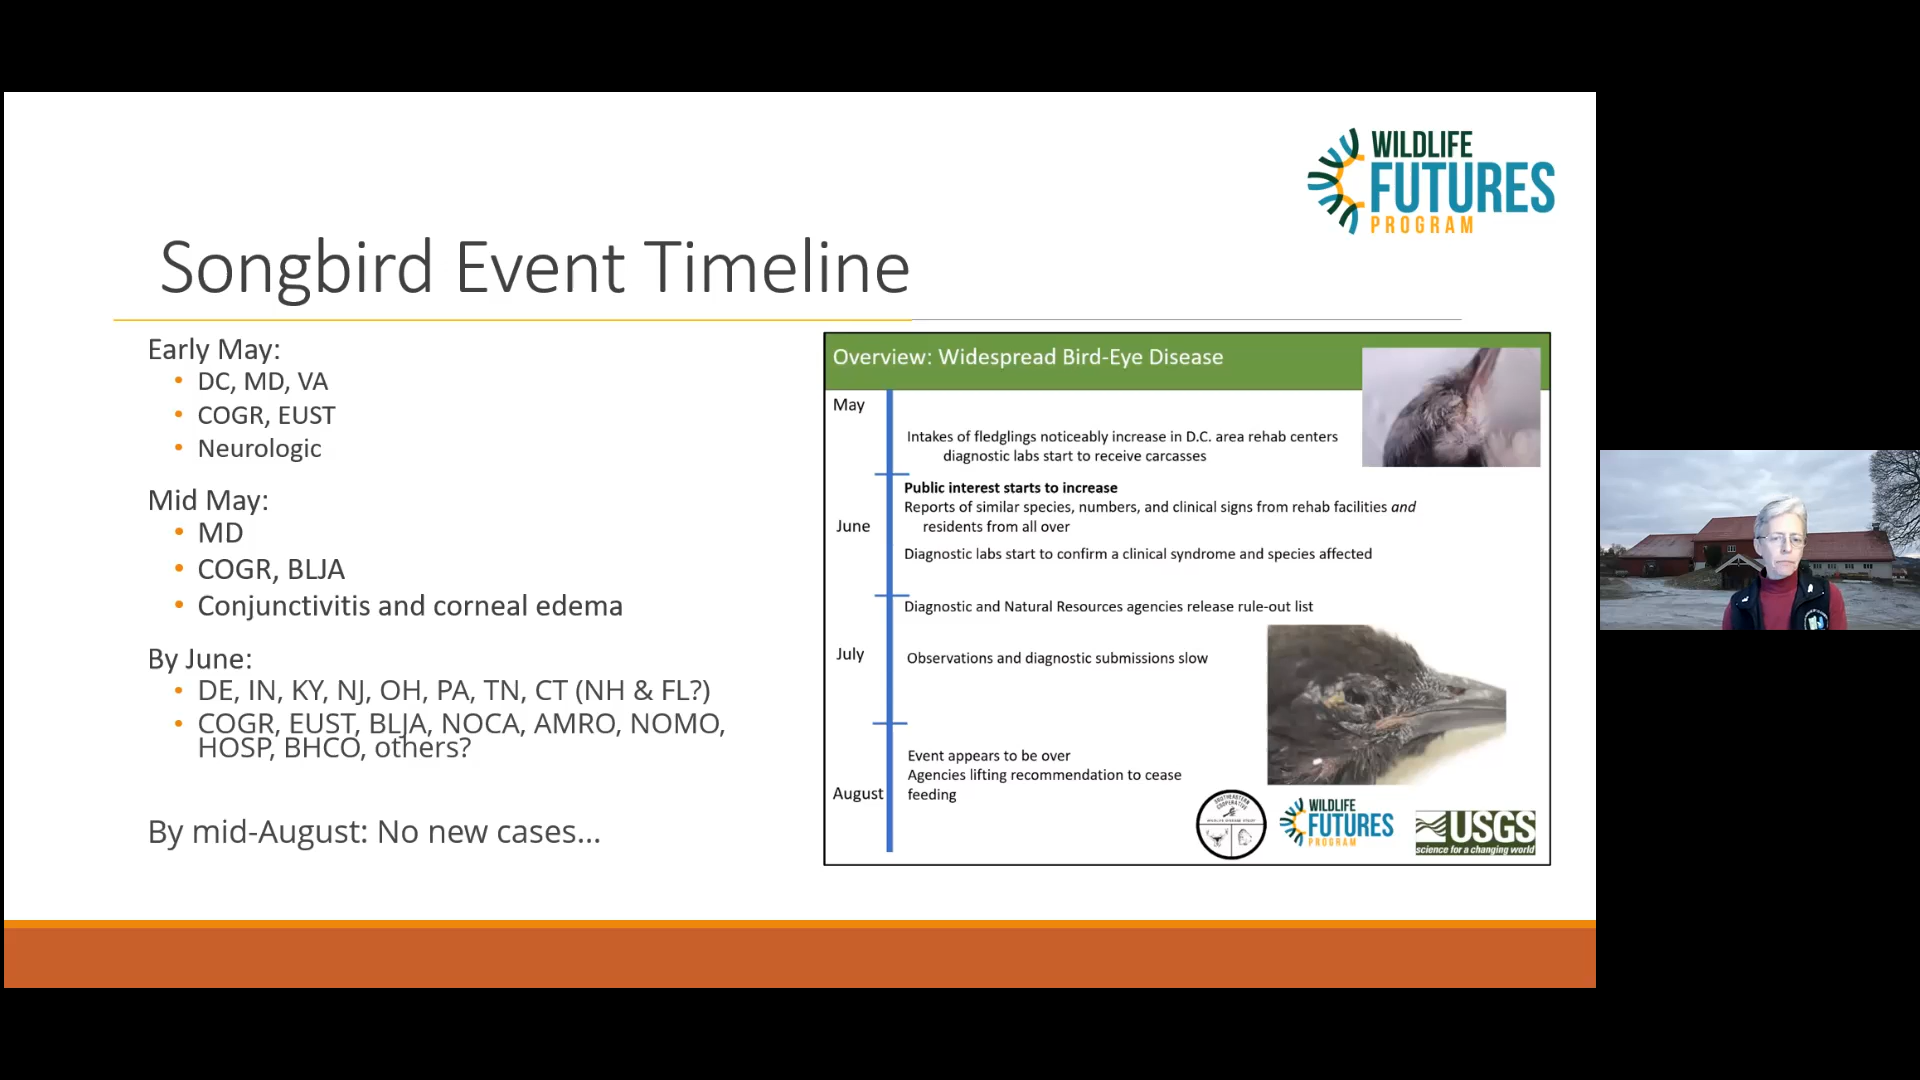 WILDLIFE
FUTURES
PROGRAM
Songbird Event Timeline
Early May:
• DC, MD, VA
• COGR, EUST
• Neurologic
Mid May:
• MD
• COGR, BLJA
• Conjunctivitis and corneal edema
By June:
• DE, IN, KY, NJ, OH, PA, TN, CT (NH & FL?)
• COGR, EUST, BLJA, NOCA, AMRO, NOMO,
HOSP, BHCO, others?
By mid-August: No new cases...
Overview: Widespread Bird-Eye Disease
May
Intakes of fledglings noticeably increase in D.C. area rehab centers
diagnostic labs start to receive carcasses
Public interest starts to increase
Reports of similar species, numbers, and clinical signs from rehab facilities and
June
residents from all over
Diagnostic labs start to confirm a clinical syndrome and species affected
Diagnostic and Natural Resources agencies release rule-out list
July
Observations and diagnostic submissions slow
Event appears to be over
Agencies lifting recommendation to cease
August
feeding
SOUTHEASTERN
COOPERATIVE
WILDLIFE
FUTURES
PROGRAM
USGS
science for a changing world